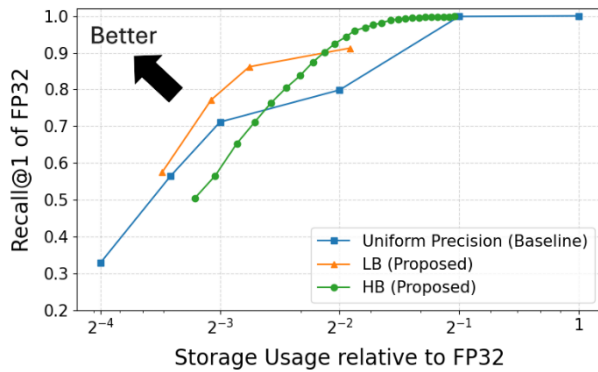 Better
Recall@1 of FP32
1.0
0.9
0.8
0.7
0.6
0.5
0.4
0.3
0.2
Uniform Precision (Baseline)
LB (Proposed)
HB (Proposed)
2⁻⁴
2⁻³
2⁻²
2⁻¹
1
Storage Usage relative to FP32